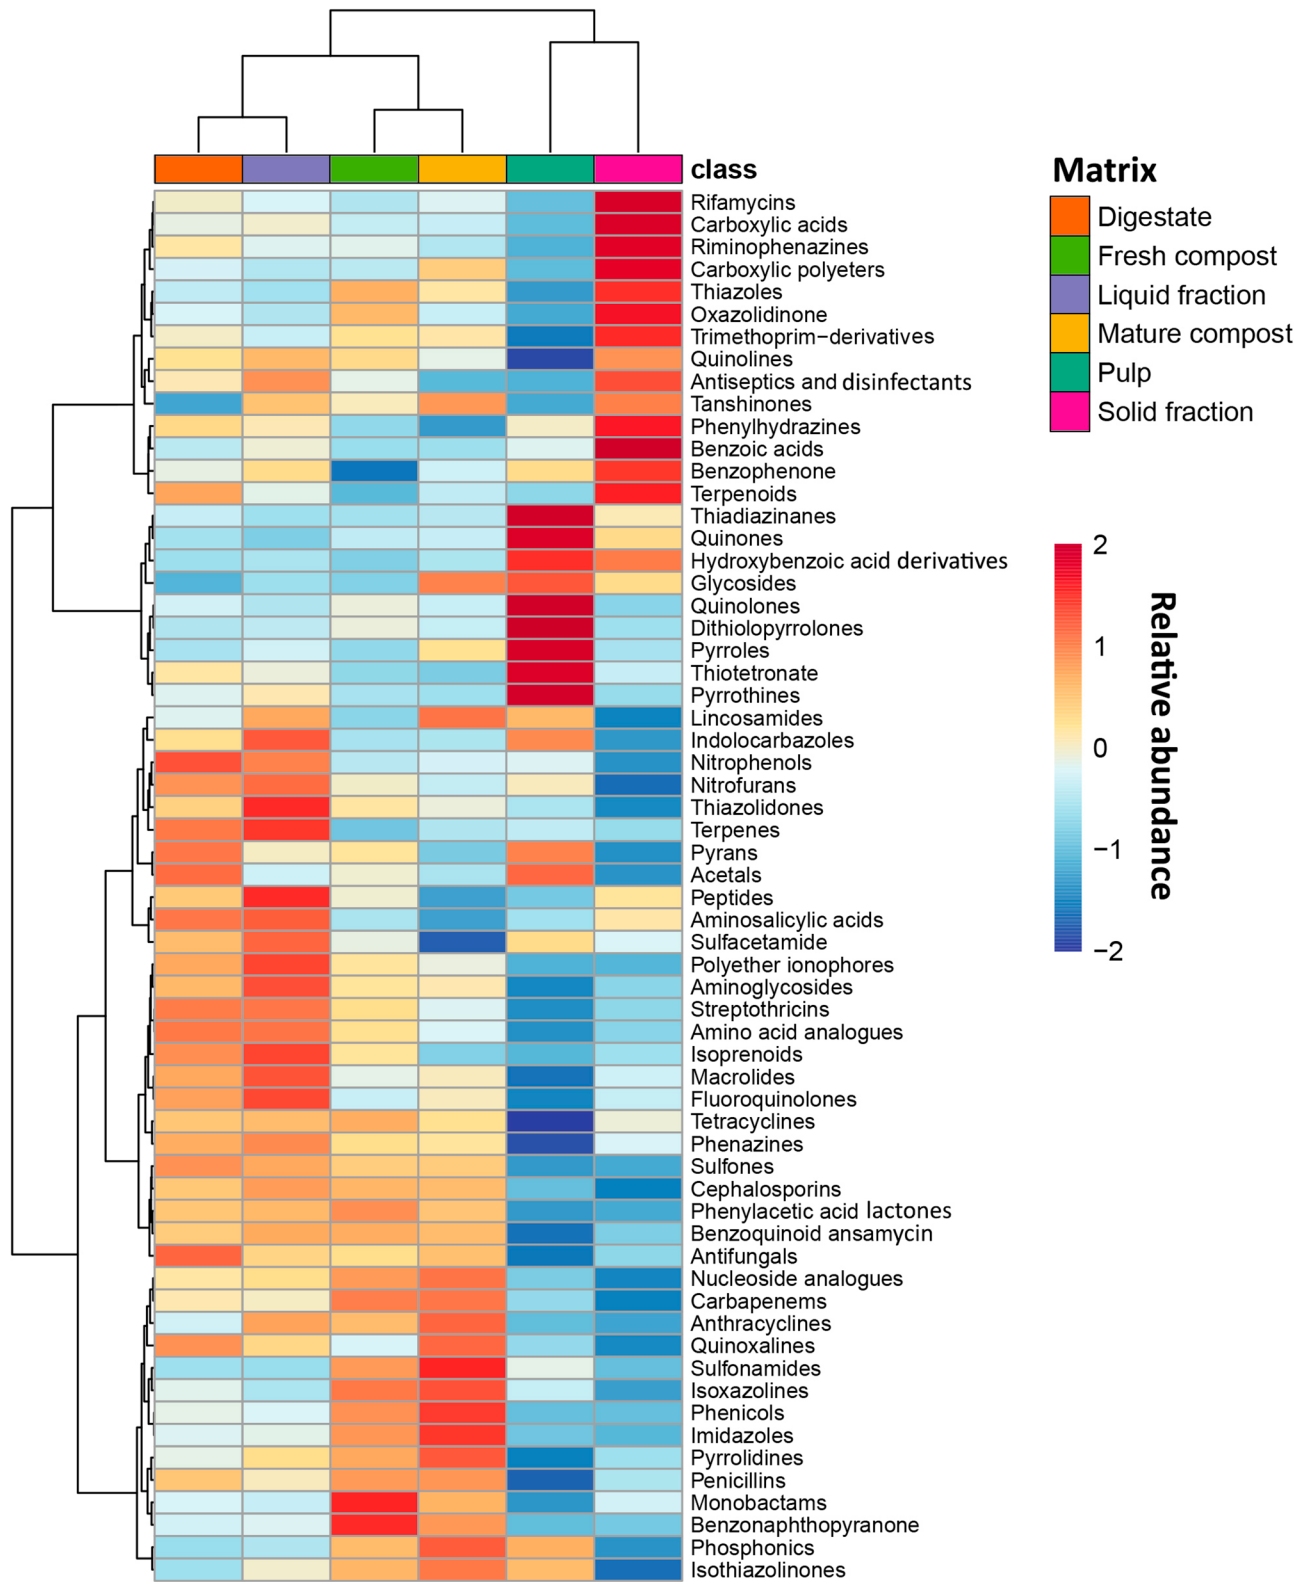 class
Rifamycins
Carboxylic acids
Riminophenazines
Carboxylic polyeters
Thiazoles
Oxazolidinone
Trimethoprim−derivatives
Quinolines
Antiseptics and disinfectants
Tanshinones
Phenylhydrazines
Benzoic acids
Benzophenone
Terpenoids
Thiadiazinanes
Quinones
Hydroxybenzoic acid derivatives
Glycosides
Quinolones
Dithiolopyrrolones
Pyrroles
Thiotetronate
Pyrrothines
Lincosamides
Indolocarbazoles
Nitrophenols
Nitrofurans
Thiazolidones
Terpenes
Pyrans
Acetals
Peptides
Aminosalicylic acids
Sulfacetamide
Polyether ionophores
Aminoglycosides
Streptothricins
Amino acid analogues
Isoprenoids
Macrolides
Fluoroquinolones
Tetracyclines
Phenazines
Sulfones
Cephalosporins
Phenylacetic acid lactones
Benzoquinoid ansamycin
Antifungals
Nucleoside analogues
Carbapenems
Anthracyclines
Quinoxalines
Sulfonamides
Isoxazolines
Phenicols
Imidazoles
Pyrrolidines
Penicillins
Monobactams
Benzonaphthopyranone
Phosphonics
Isothiazolinones
Matrix
Digestate
Fresh compost
Liquid fraction
Mature compost
Pulp
Solid fraction
2
1
0
−1
−2
Relative abundance